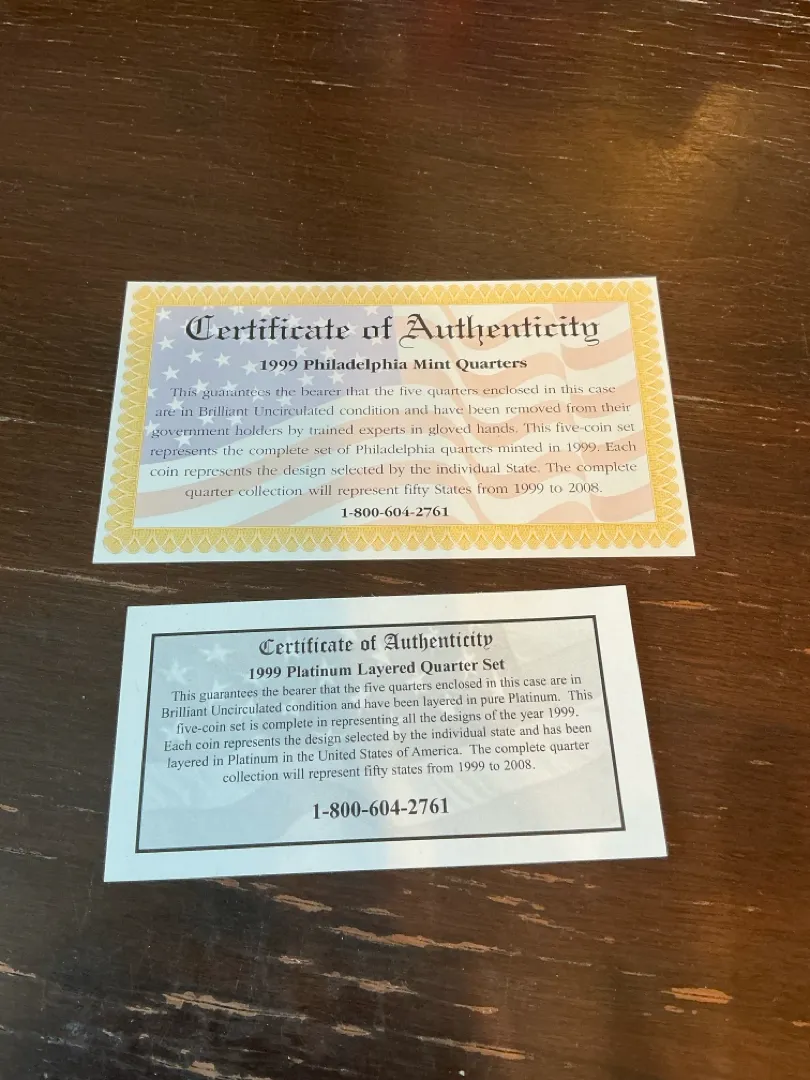 Certificate of Authenticity
1999 Philadelphia Mint Quarters
This guarantees the bearer that the five quarters enclosed in this case
are in Brilliant Uncirculated condition and have been removed from their
government holders by trained experts in gloved hands. This five-coin set
represents the complete set of Philadelphia quarters minted in 1999. Each
coin represents the design selected by the individual State. The complete
quarter collection will represent fifty States from 1999 to 2008.
1-800-604-2761
Certificate of Authenticity
1999 Platinum Layered Quarter Set
This guarantees the bearer that the five quarters enclosed in this case are in
Brilliant Uncirculated condition and have been layered in pure Platinum. This
five-coin set is complete in representing all the designs of the year 1999.
Each coin represents the design selected by the individual state and has been
layered in Platinum in the United States of America. The complete quarter
collection will represent fifty states from 1999 to 2008.
1-800-604-2761